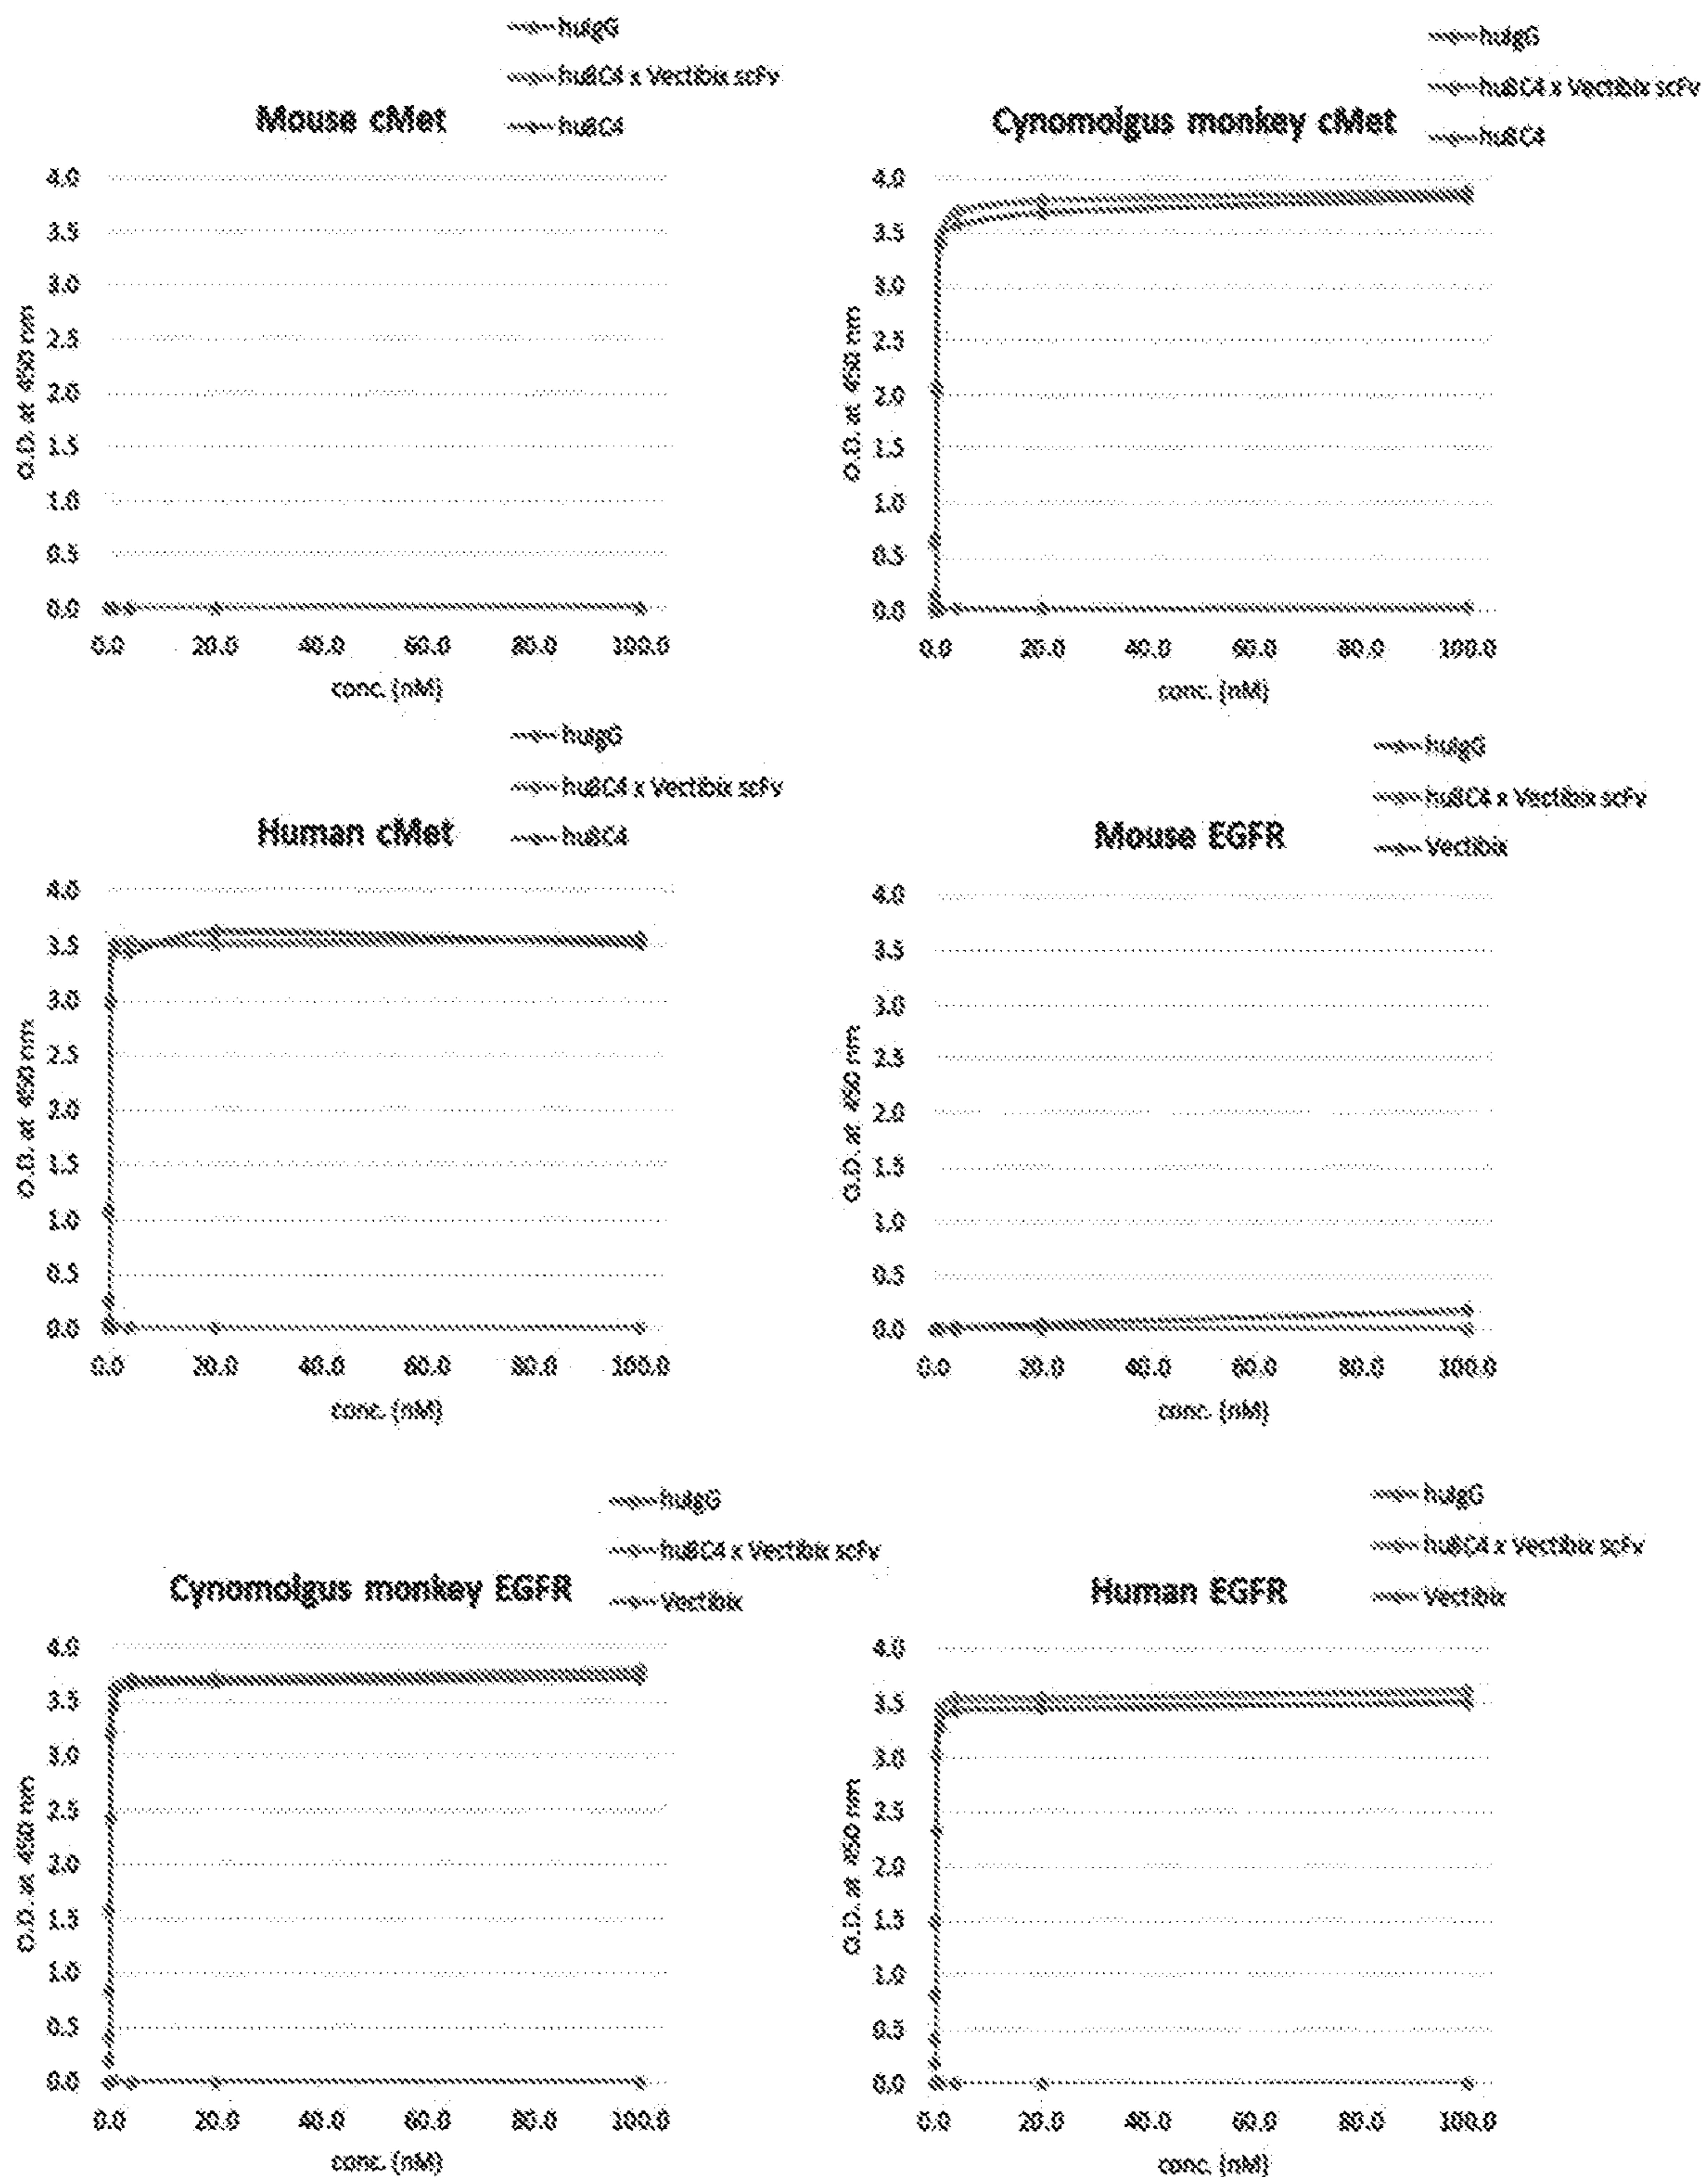 huIgG
huBC4 x Vectibix scFv
huBC4
Mouse cMet
4.0
3.5
3.0
2.5
2.0
1.5
1.0
0.5
0.0
O.D. at 450 nm
0.0 20.0 40.0 60.0 80.0 100.0
conc. (nM)
huIgG
huBC4 x Vectibix scFv
huBC4
Cynomolgus monkey cMet
4.0
3.5
3.0
2.5
2.0
1.5
1.0
0.5
0.0
O.D. at 450 nm
0.0 20.0 40.0 60.0 80.0 100.0
conc. (nM)
huIgG
huBC4 x Vectibix scFv
huBC4
Human cMet
4.0
3.5
3.0
2.5
2.0
1.5
1.0
0.5
0.0
O.D. at 450 nm
0.0 20.0 40.0 60.0 80.0 100.0
conc. (nM)
huIgG
huBC4 x Vectibix scFv
Vectibix
Mouse EGFR
4.0
3.5
3.0
2.5
2.0
1.5
1.0
0.5
0.0
O.D. at 450 nm
0.0 20.0 40.0 60.0 80.0 100.0
conc. (nM)
huIgG
huBC4 x Vectibix scFv
Vectibix
Cynomolgus monkey EGFR
4.0
3.5
3.0
2.5
2.0
1.5
1.0
0.5
0.0
O.D. at 450 nm
0.0 20.0 40.0 60.0 80.0 100.0
conc. (nM)
huIgG
huBC4 x Vectibix scFv
Vectibix
Human EGFR
4.0
3.5
3.0
2.5
2.0
1.5
1.0
0.5
0.0
O.D. at 450 nm
0.0 20.0 40.0 60.0 80.0 100.0
conc. (nM)